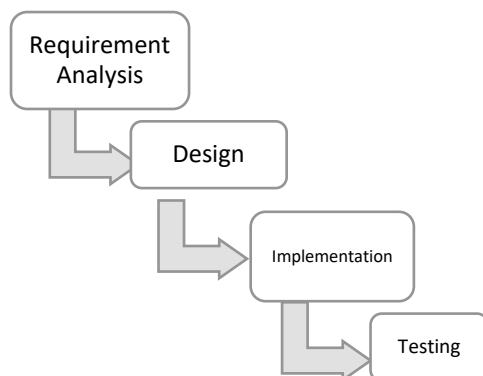 Requirement
Analysis
Design
Implementation
Testing